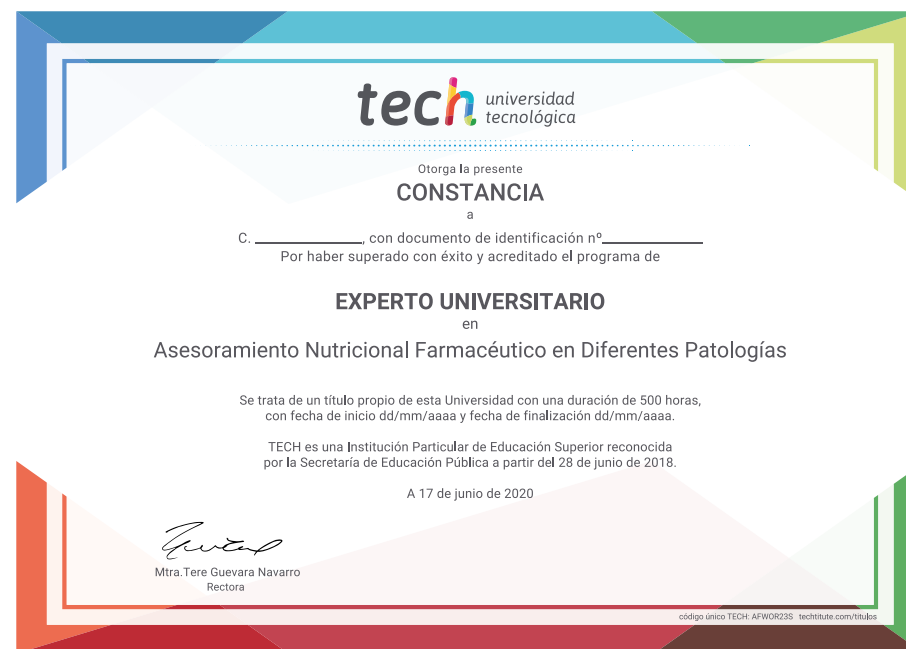 tech universidad
tecnológica
Otorga la presente
CONSTANCIA
a
C. ____________, con documento de identificación nº____________
Por haber superado con éxito y acreditado el programa de
EXPERTO UNIVERSITARIO
en
Asesoramiento Nutricional Farmacéutico en Diferentes Patologías
Se trata de un título propio de esta Universidad con una duración de 500 horas,
con fecha de inicio dd/mm/aaaa y fecha de finalización dd/mm/aaaa.
TECH es una Institución Particular de Educación Superior reconocida
por la Secretaría de Educación Pública a partir del 28 de junio de 2018.
A 17 de junio de 2020
Mtra.Tere Guevara Navarro
Rectora
código único TECH: AFWOR23S techtitute.com/titulos